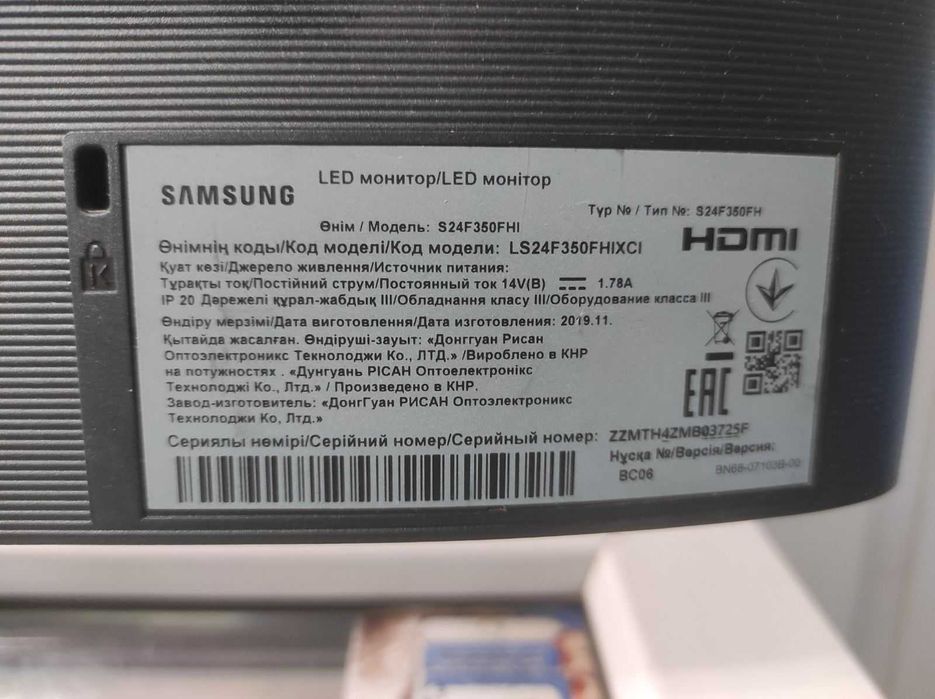 SAMSUNG
LED монитор/LED монітор
Тур № / Тип №: S24F350FH
Өнім / Модель: S24F350FHI
Өнімнің коды/Код моделі/Код модели: LS24F350FHIXCI
HDMI
Қуат көзі/Джерело живлення/Источник питания:
Тұрақты тоқ/Постійний струм/Постоянный ток 14V(B) 1.78A
IP 20 Дәрежелі құрал-жабдық III/Обладнання класу III/Оборудование класса III
Өндіру мерзімі/Дата виготовлення/Дата изготовления: 2019.11.
Қытайда жасалған. Өндіруші-зауыт: «Донггуан Рисан
Оптоэлектроникс Текнолоджи Ко., ЛТД.» /Вироблено в КНР
на потужностях . «Дунгуань РІСАН Оптоелектронікс
Технолоджі Ко., Лтд.» / Произведено в КНР.
Завод-изготовитель: «ДонгГуан РИСАН Оптоэлектроникс
Технолоджи Ко, Лтд.»
EAC
Сериялы нөмірі/Серійний номер/Серийный номер: ZZMTH4ZMB03725F
Нұсқа №/Версія/Версия:
BC06
BN68-07103B-00
K